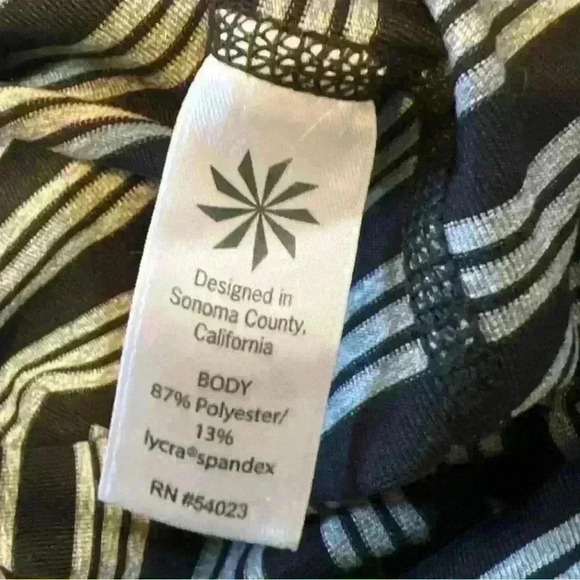 Designed in
Sonoma County,
California
BODY
87% Polyester/
13%
lycra®spandex
RN #54023